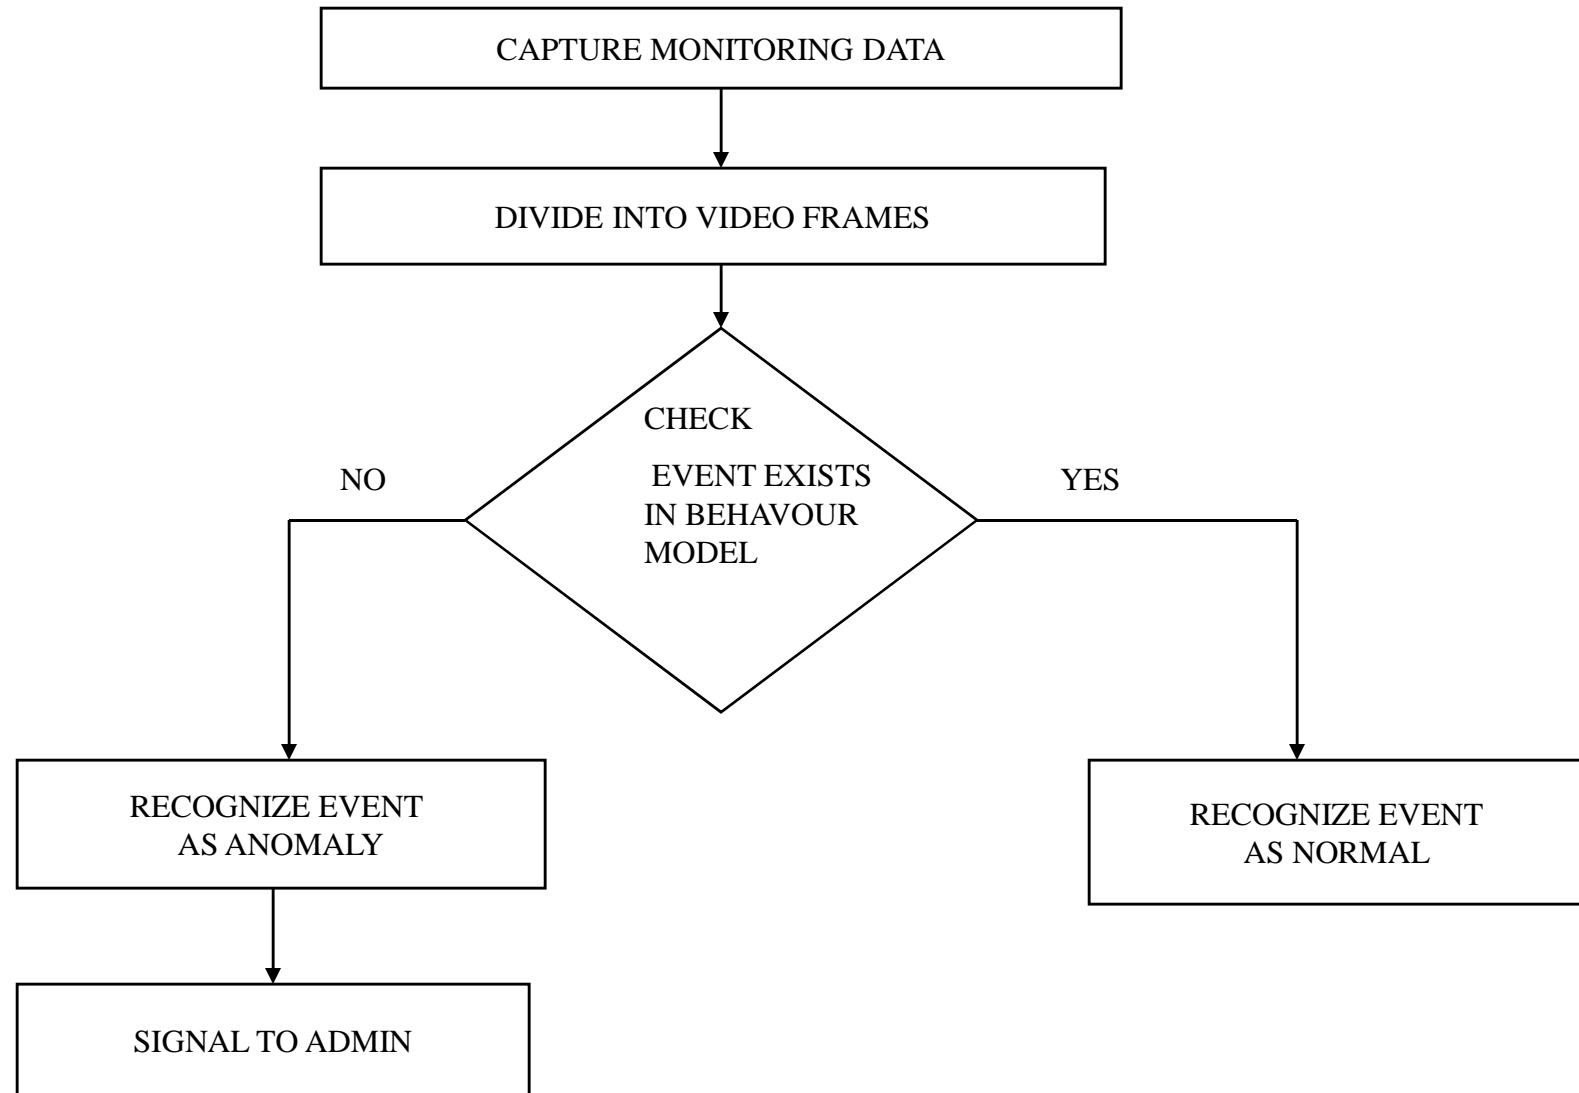 CAPTURE MONITORING DATA
DIVIDE INTO VIDEO FRAMES
CHECK
EVENT EXISTS
IN BEHAVOUR
MODEL
NO
YES
RECOGNIZE EVENT
AS ANOMALY
RECOGNIZE EVENT
AS NORMAL
SIGNAL TO ADMIN